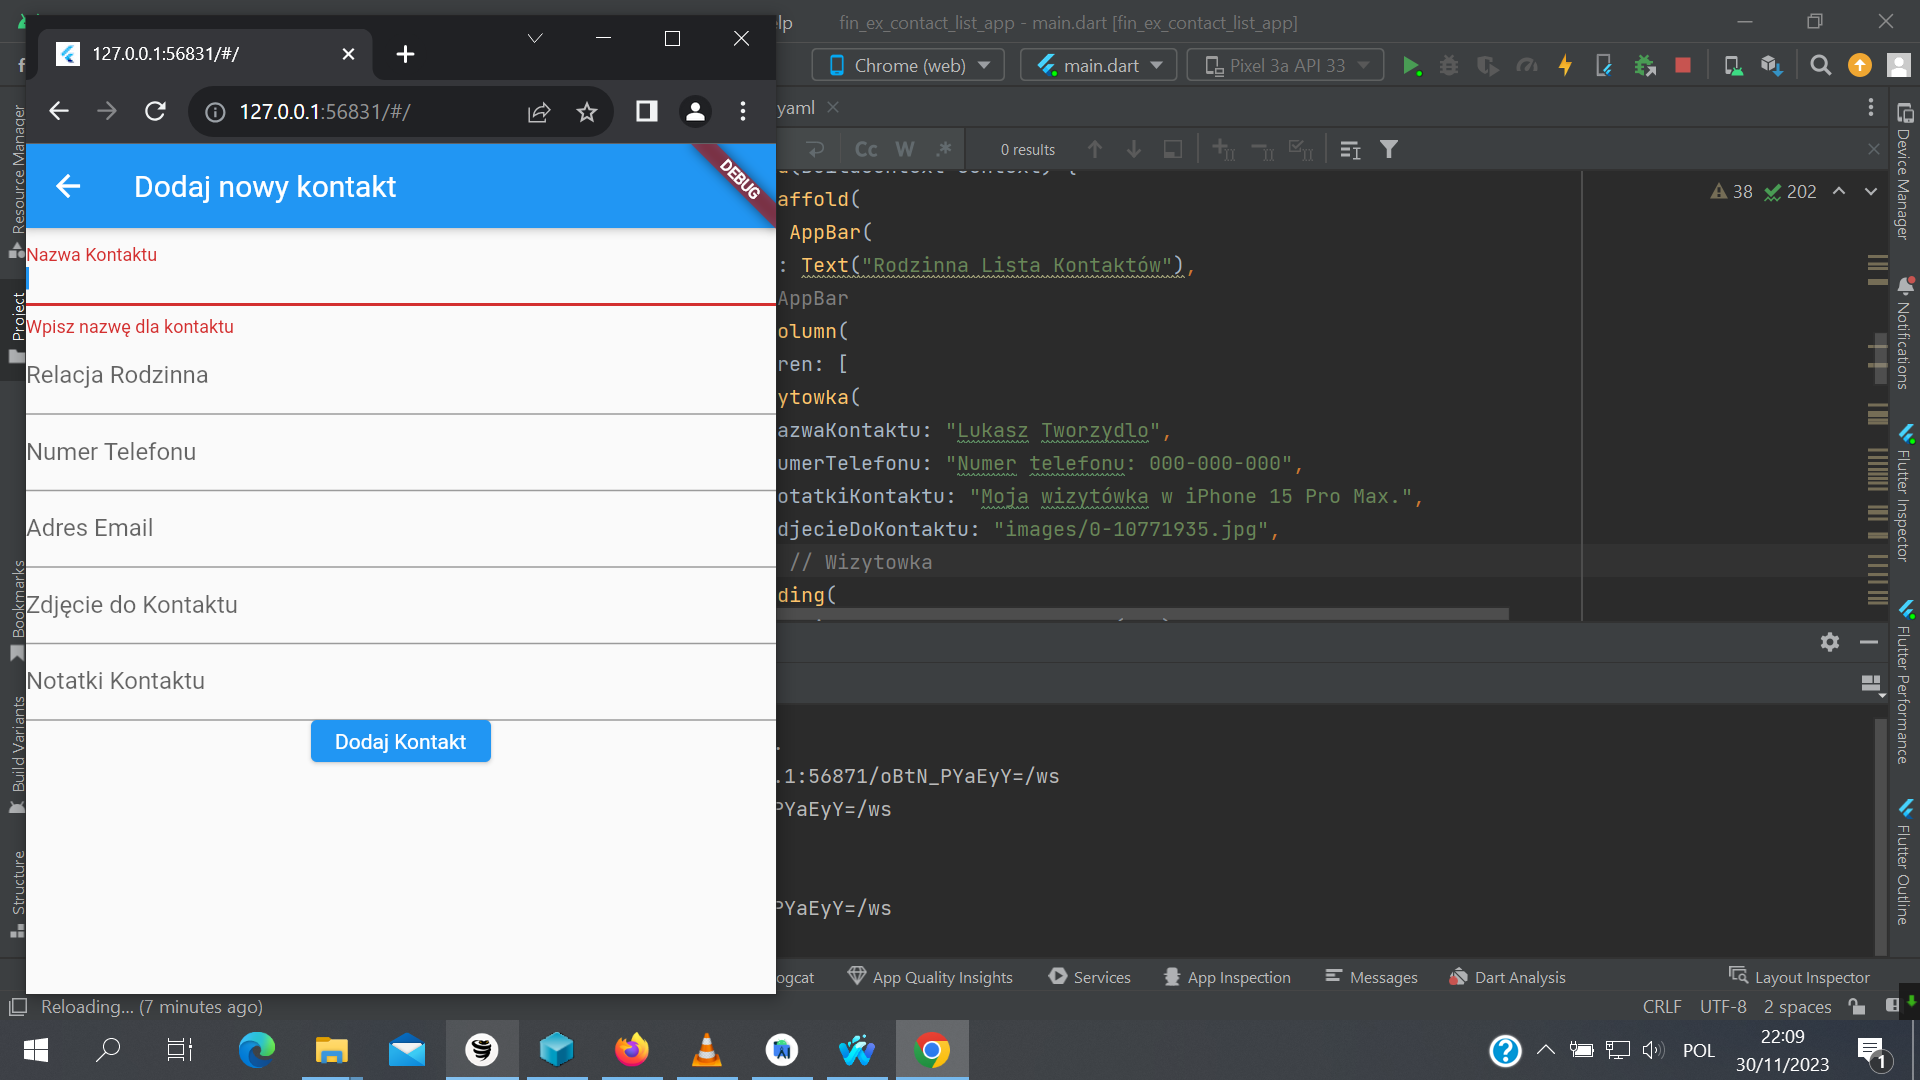 elp
fin_ex_contact_list_app - main.dart [fin_ex_contact_list_app]
127.0.0.1:56831/#/
Chrome (web)
main.dart
Pixel 3a API 33
127.0.0.1:56831/#/
yaml
Cc W .*
0 results
Dodaj nowy kontakt
DEBUG
38
202
affold(
AppBar(
: Text("Rodzinna Lista Kontaktów"),
AppBar
olumn(
ren: [
ytowka(
azwaKontaktu: "Lukasz Tworzydlo",
umerTelefonu: "Numer telefonu: 000-000-000",
otatkiKontaktu: "Moja wizytówka w iPhone 15 Pro Max.",
djecieDoKontaktu: "images/0-10771935.jpg",
// Wizytowka
ding(
Nazwa Kontaktu
Wpisz nazwę dla kontaktu
Relacja Rodzinna
Numer Telefonu
Adres Email
Zdjęcie do Kontaktu
Notatki Kontaktu
Dodaj Kontakt
.1:56871/oBtN_PYaEyY=/ws
PYaEyY=/ws
PYaEyY=/ws
Resource Manager
Project
Bookmarks
Build Variants
Structure
Device Manager
Notifications
Flutter Inspector
Flutter Performance
Flutter Outline
ogcat
App Quality Insights
Services
App Inspection
Messages
Dart Analysis
Layout Inspector
Reloading... (7 minutes ago)
CRLF
UTF-8
2 spaces
POL
22:09
30/11/2023
1